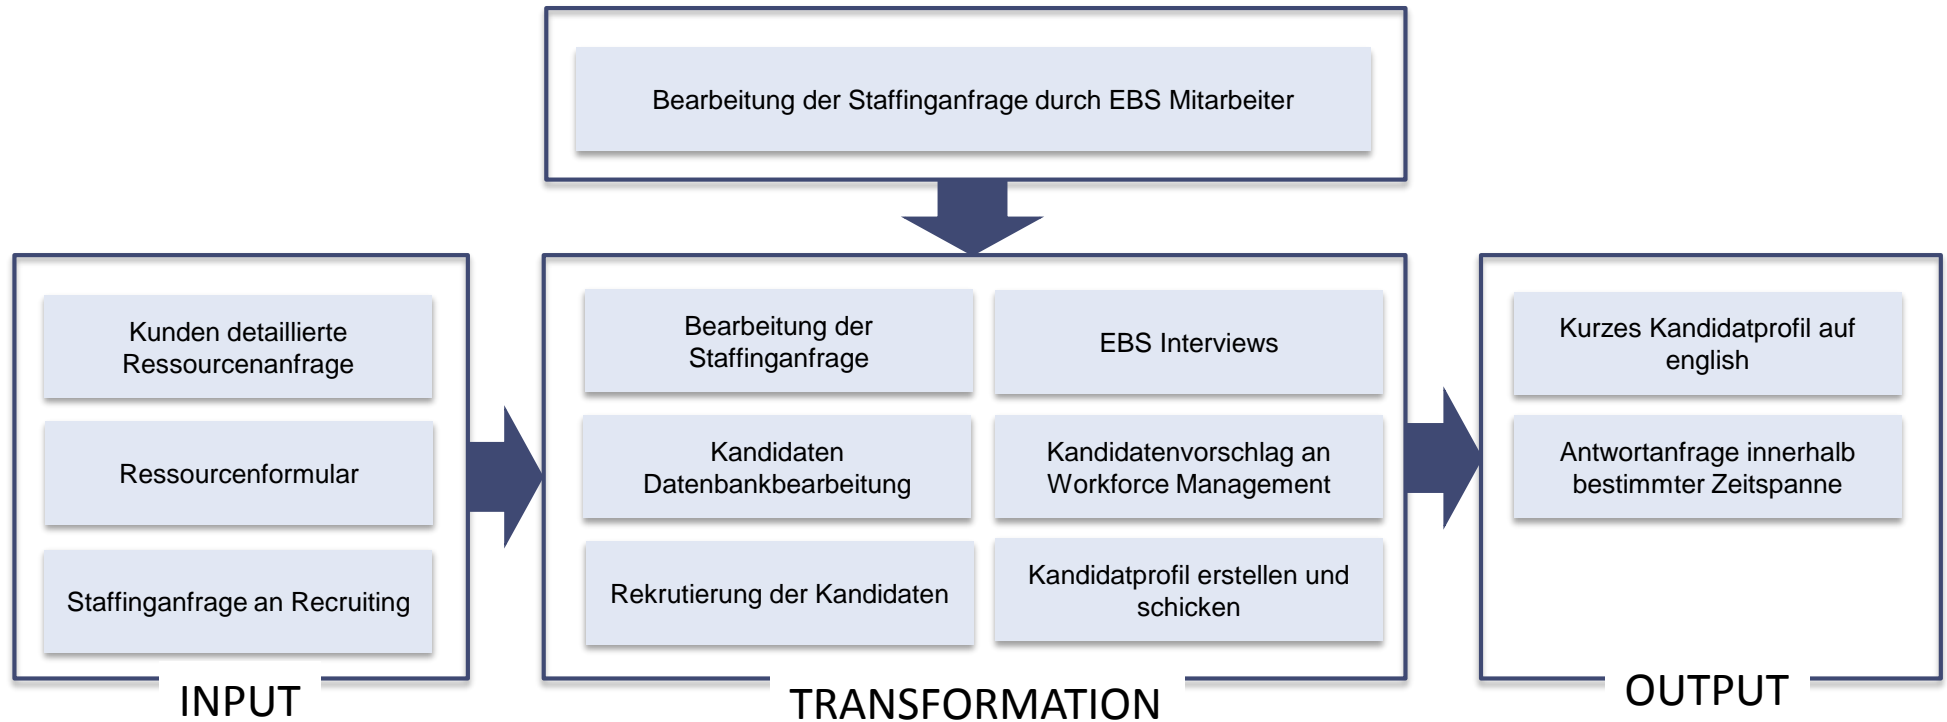 Bearbeitung der Staffinganfrage durch EBS Mitarbeiter
Kunden detaillierte
Ressourcenanfrage
Ressourcenformular
Staffinganfrage an Recruiting
INPUT
Bearbeitung der
Staffinganfrage
EBS Interviews
Kandidaten
Datenbankbearbeitung
Kandidatenvorschlag an
Workforce Management
Rekrutierung der Kandidaten
Kandidatprofil erstellen und
schicken
TRANSFORMATION
Kurzes Kandidatprofil auf
english
Antwortanfrage innerhalb
bestimmter Zeitspanne
OUTPUT